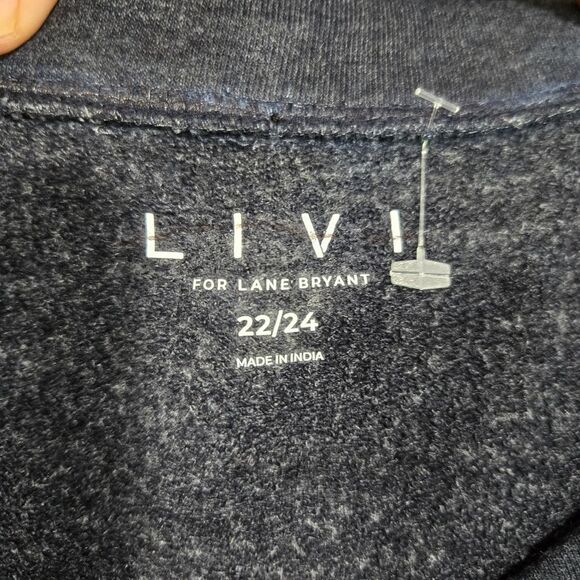 LIVI
FOR LANE BRYANT
22/24
MADE IN INDIA